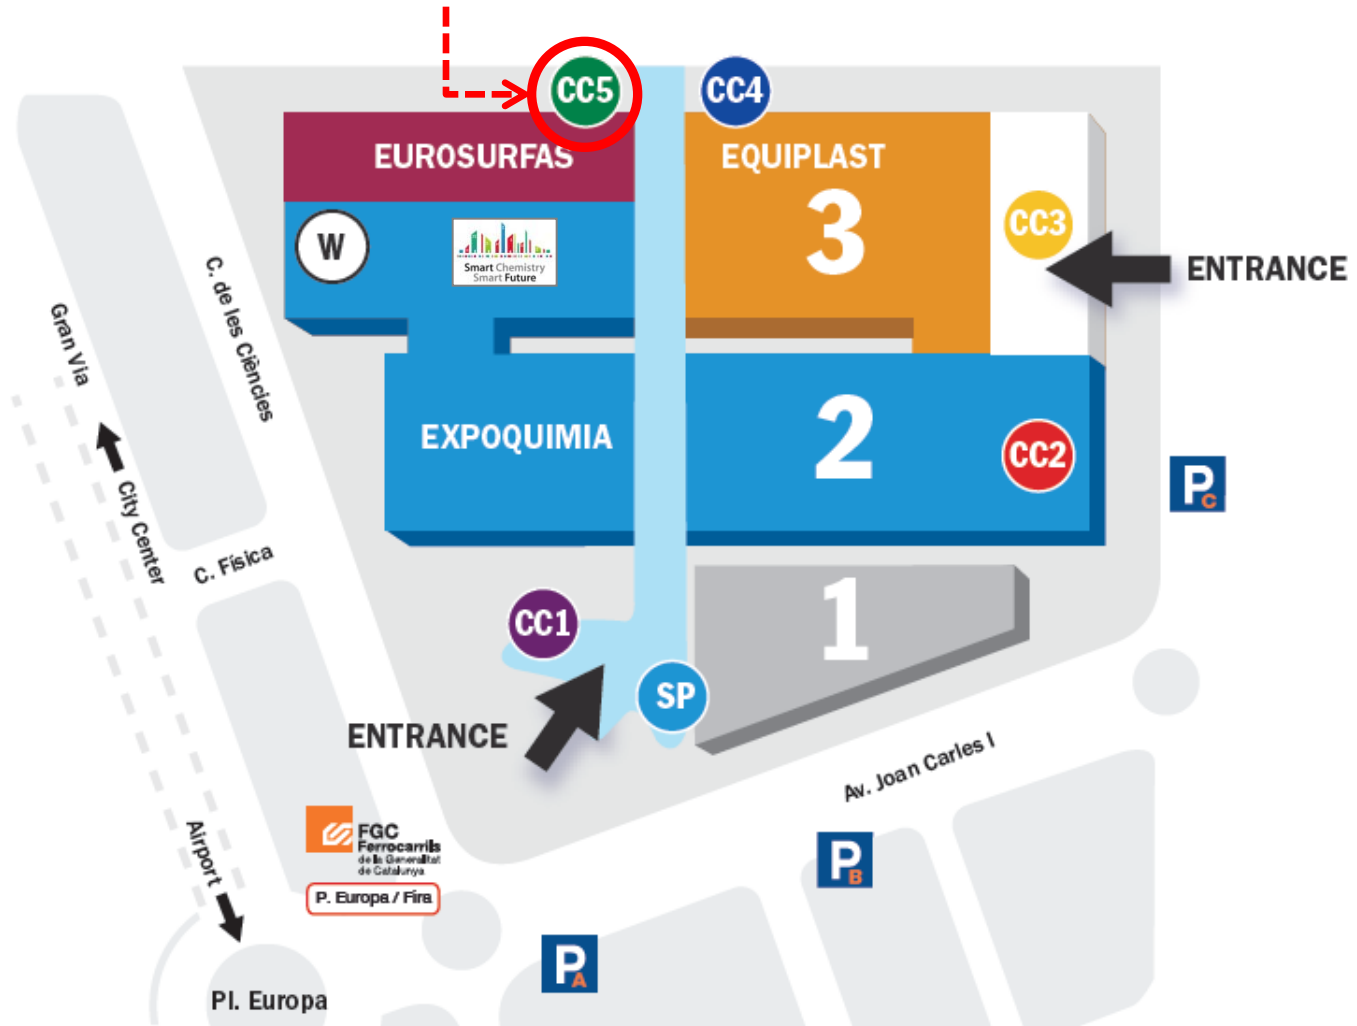 CC5
CC4
EUROSURFAS
EQUIPLAST
3
W
Smart Chemistry
Smart Future
CC3
ENTRANCE
C. de les Ciències
Gran Via
EXPOQUIMIA
2
CC2
P
C
City Center
C. Física
CC1
1
SP
ENTRANCE
Av. Joan Carles I
Airport
FGC
Ferrocarrils
de la Generalitat
de Catalunya
P. Europa / Fira
P
B
P
A
Pl. Europa